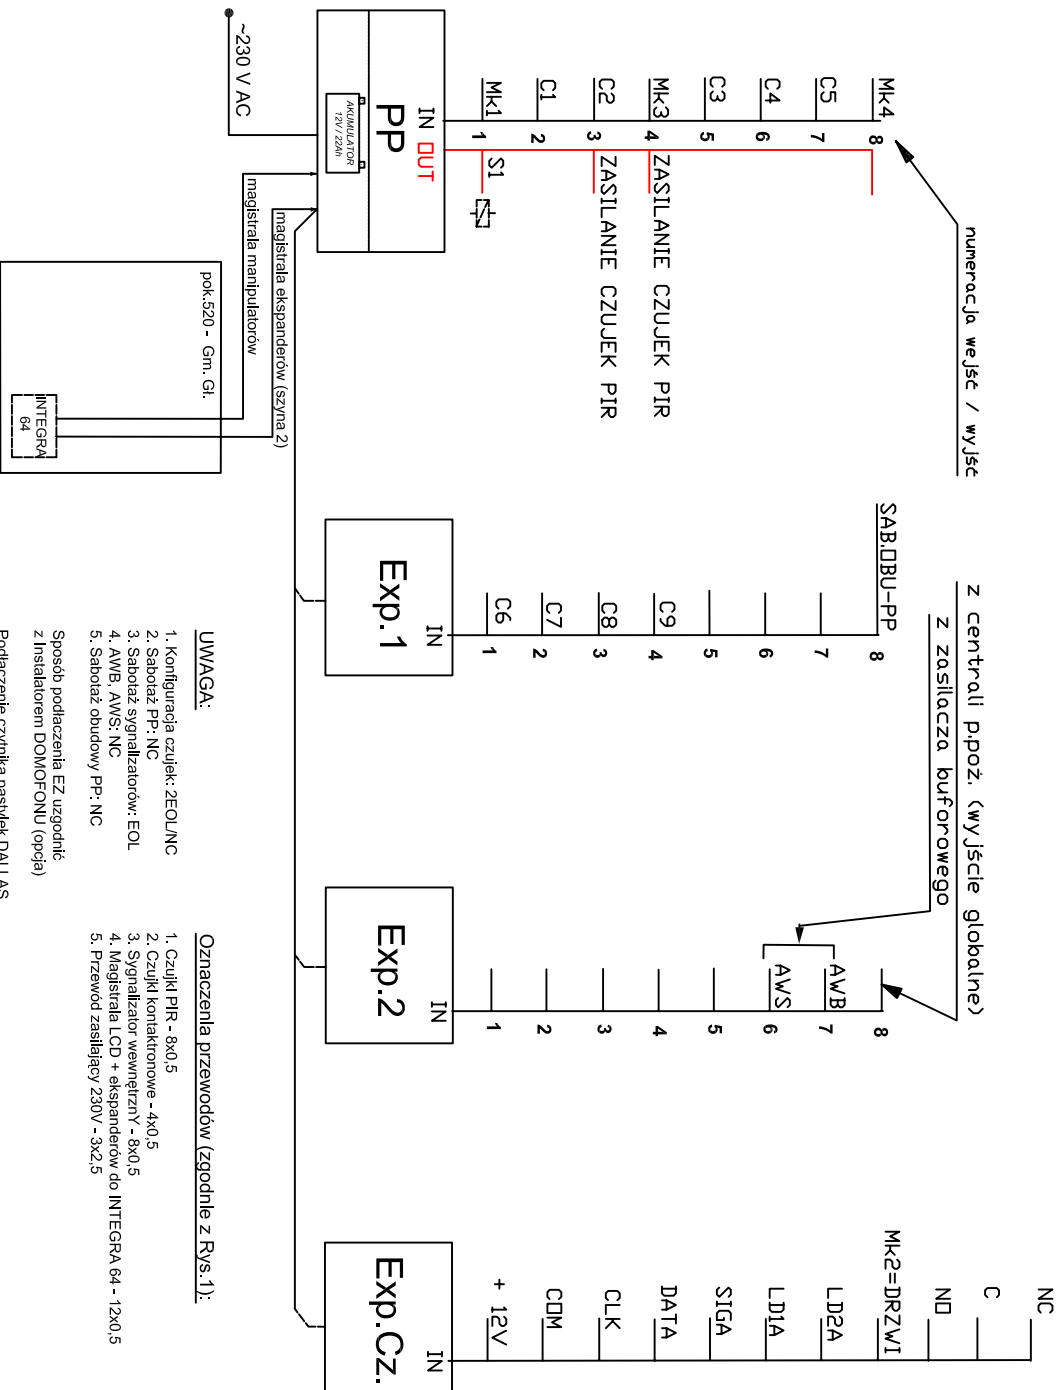 numeracja wejść / wyjść
z centrali p.poż. (wyjście globalne)
z zasilacza buforowego
Mk4
C5
C4
C3
Mk3
C2
C1
Mk1
8
7
6
5
4
3
2
1
ZASILANIE CZUJEK PIR
ZASILANIE CZUJEK PIR
S1
IN OUT
PP
AKUMULATOR
12V / 22Ah
~230 V AC
magistrala ekspanderów (szyna 2)
magistrala manipulatorów
pok.520 - Gm. Gł.
INTEGRA
64
SAB.OBU-PP
C9
C8
C7
C6
8
7
6
5
4
3
2
1
IN
Exp.1
AWB
AWS
8
7
6
5
4
3
2
1
IN
Exp.2
NC
C
NO
Mk2=DRZWI
LD2A
LD1A
SIGA
DATA
CLK
COM
+ 12V
IN
Exp.Cz.
UWAGA:
1. Konfiguracja czujek: 2EOL/NC
2. Sabotaż PP: NC
3. Sabotaż sygnalizatorów: EOL
4. AWB, AWS: NC
5. Sabotaż obudowy PP: NC
Sposób podłaczenia EZ uzgodnić
z Instalatorem DOMOFONU (opcja)
Podłączenie czytnika pastylek DALLAS
Oznaczenia przewodów (zgodnie z Rys.1):
1. Czujki PIR - 8x0,5
2. Czujki kontaktronowe - 4x0,5
3. Sygnalizator wewnętrznY - 8x0,5
4. Magistrala LCD + ekspanderów do INTEGRA 64 - 12x0,5
5. Przewód zasilający 230V - 3x2,5